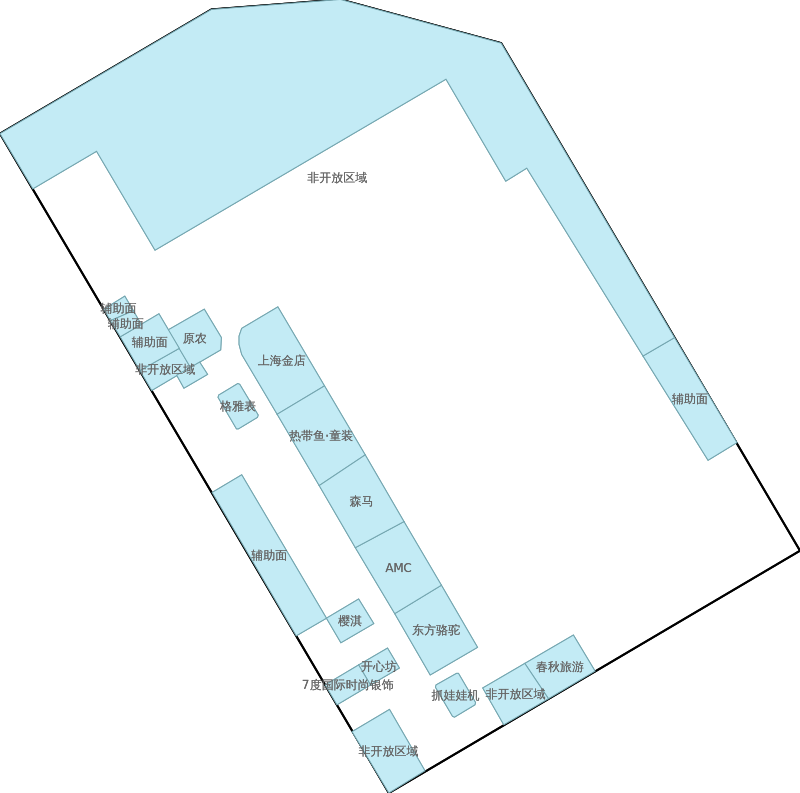 非开放区域
辅助面
辅助面
辅助面
原农
非开放区域
上海金店
辅助面
格雅表
热带鱼·童装
森马
辅助面
AMC
樱淇
东方骆驼
开心坊
春秋旅游
7度国际时尚银饰
抓娃娃机
非开放区域
非开放区域